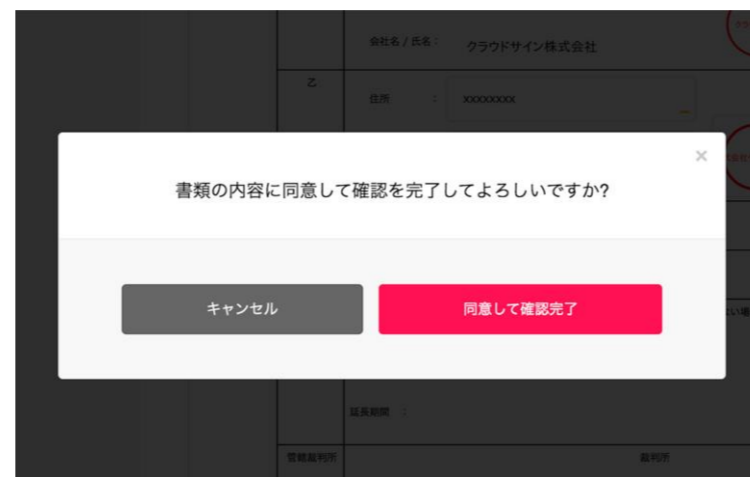 会社名 / 氏名： クラウドサイン株式会社
乙
住所 ： xxxxxxxx
×
書類の内容に同意して確認を完了してよろしいですか?
キャンセル
同意して確認完了
延長期間 ：
管轄裁判所
裁判所